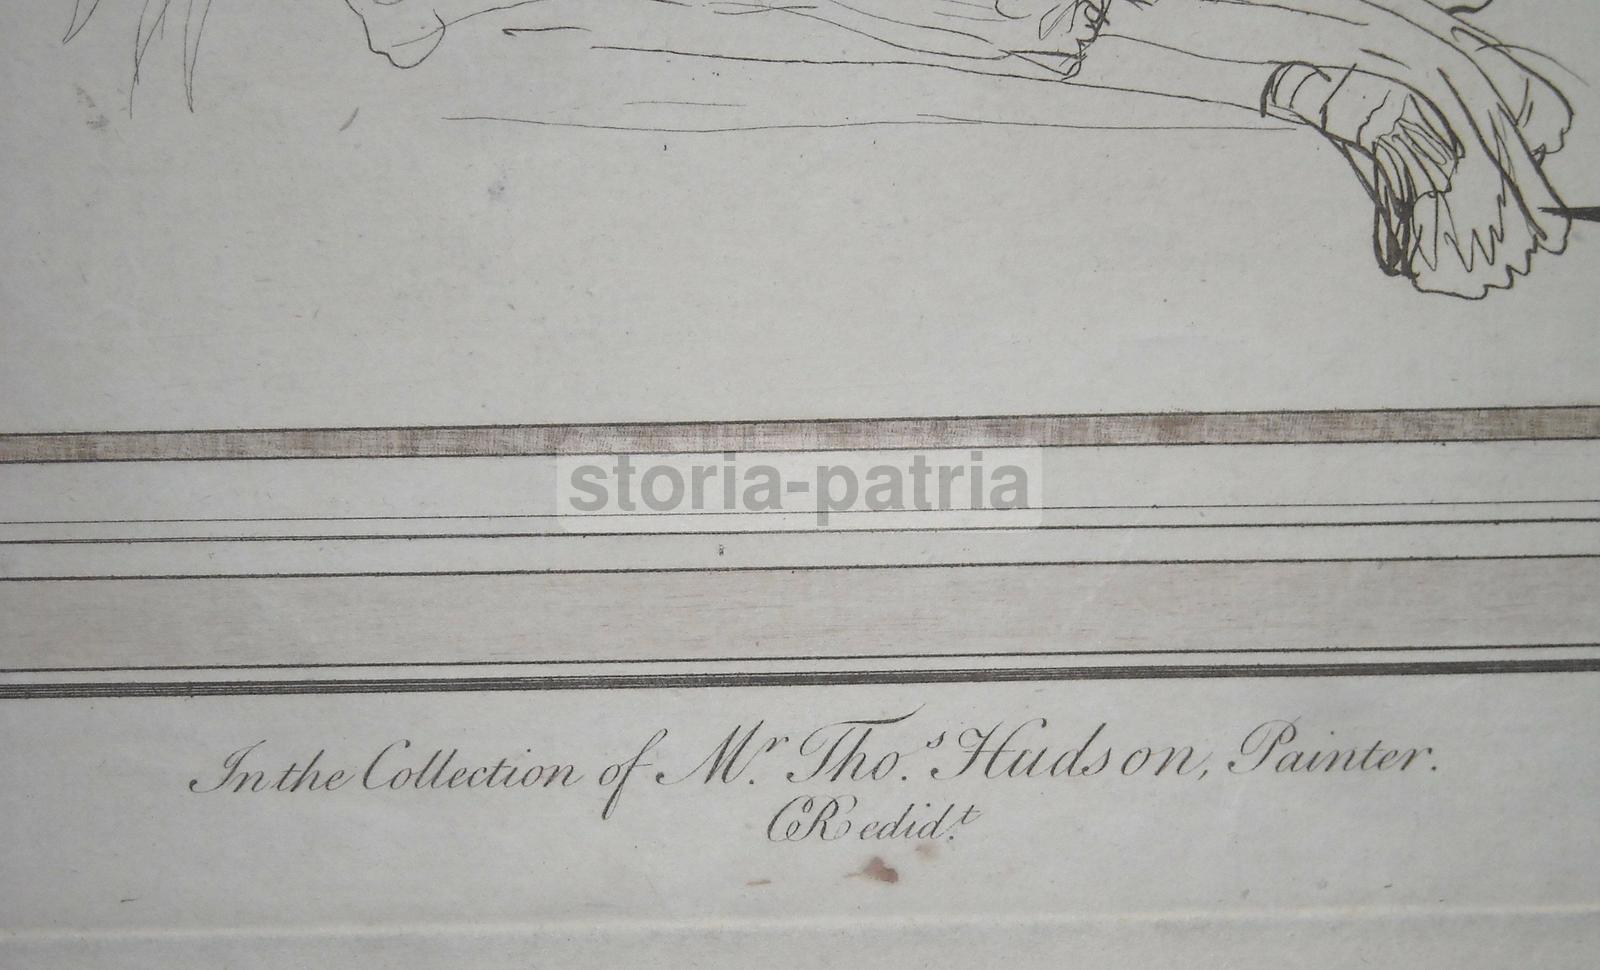 storia-patria
In the Collection of Mr. Thos. Hudson, Painter.
CR edidt.